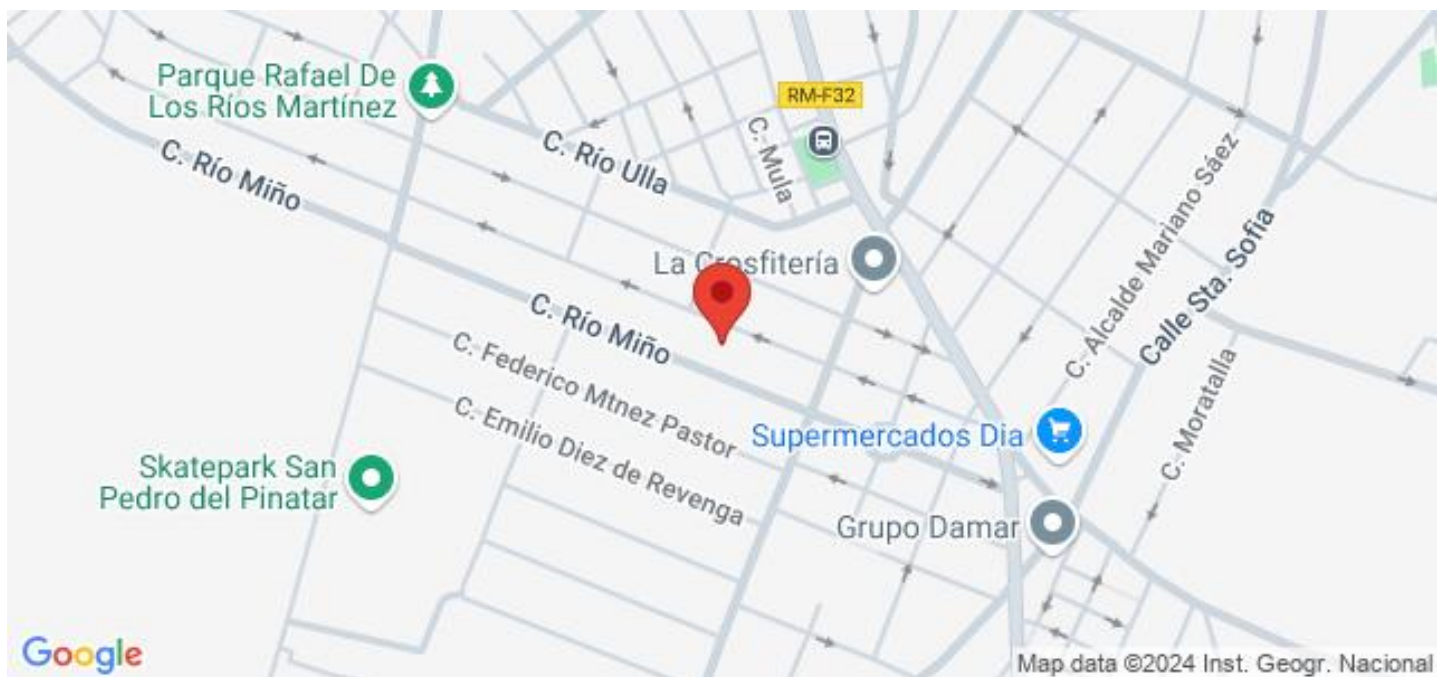 Parque Rafael De
Los Ríos Martínez
RM-F32
C. Río Miño
C. Río Ulla
C. Mula
La Crosfitería
C. Alcalde Mariano Sáez
Calle Sta. Sofía
C. Río Miño
C. Federico Mtnez Pastor
C. Emilio Diez de Revenga
C. Moratalla
Supermercados Dia
Skatepark San
Pedro del Pinatar
Grupo Damar
Google
Map data ©2024 Inst. Geogr. Nacional